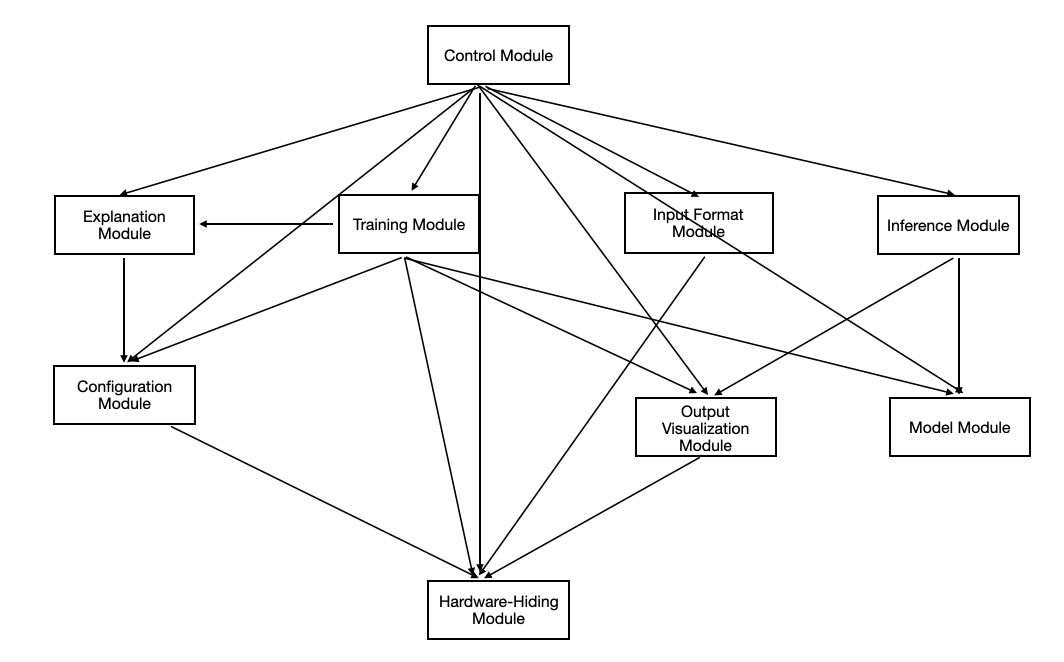 Control Module
Explanation
Module
Training Module
Input Format
Module
Inference Module
Configuration
Module
Output
Visualization
Module
Model Module
Hardware-Hiding
Module